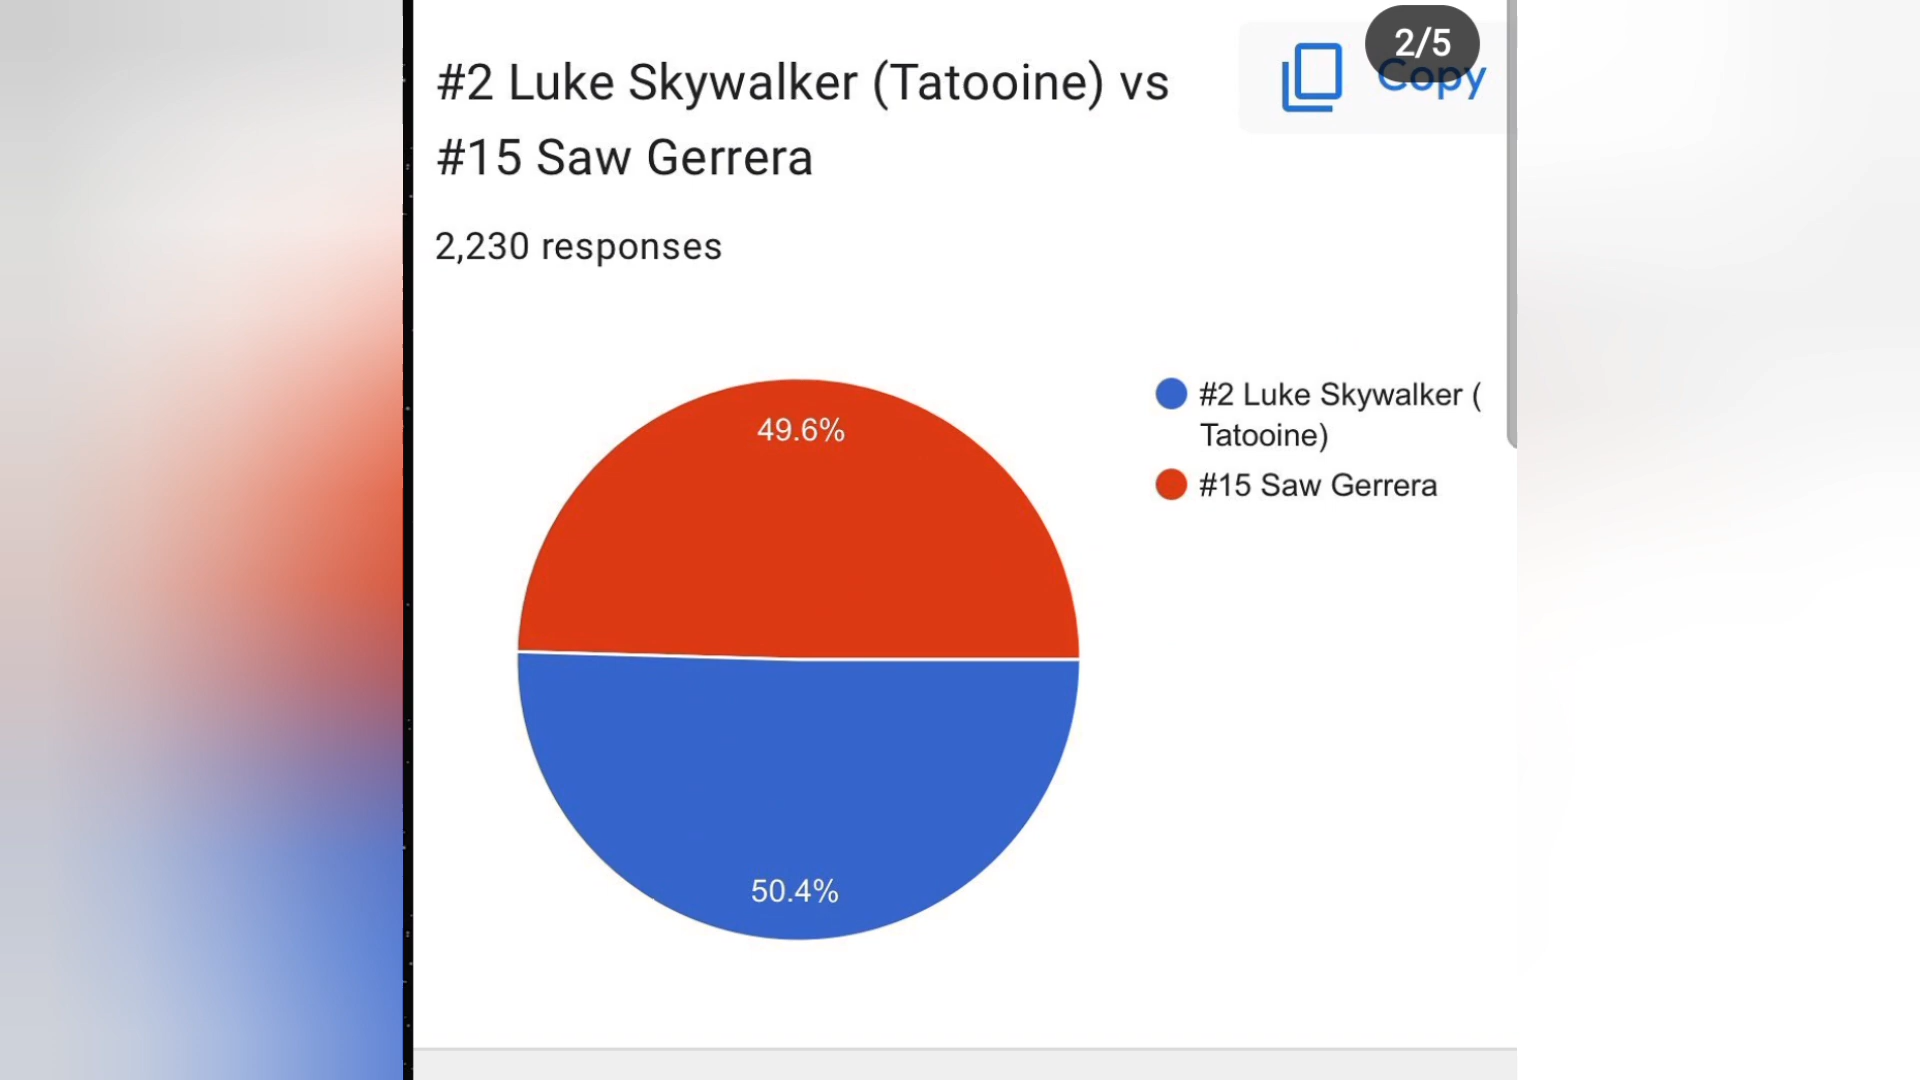 2/5
#2 Luke Skywalker (Tatooine) vs
Copy
#15 Saw Gerrera
2,230 responses
#2 Luke Skywalker (
Tatooine)
#15 Saw Gerrera
49.6%
50.4%